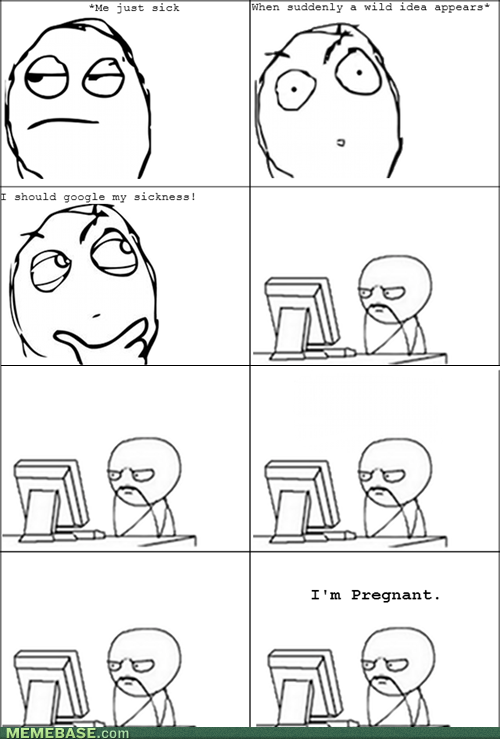 *Me just sick
When suddenly a wild idea appears*
I should google my sickness!
I'm Pregnant.
MEMEBASE.com